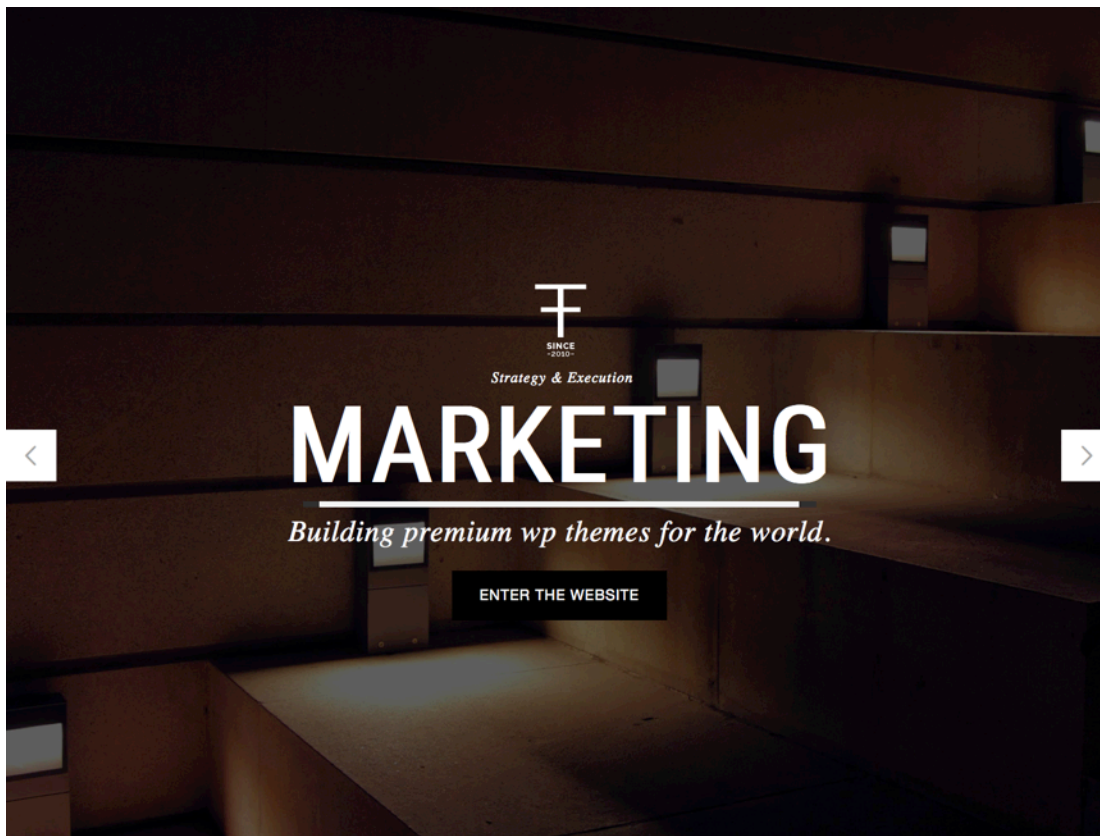 SINCE
~2010~
Strategy & Execution
MARKETING
Building premium wp themes for the world.
ENTER THE WEBSITE